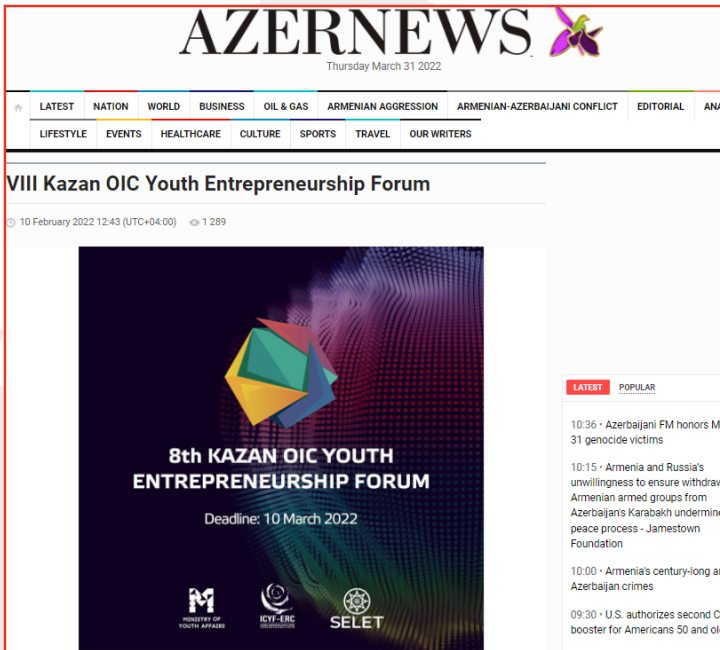 AZERNEWS
Thursday March 31 2022
LATEST NATION WORLD BUSINESS OIL & GAS ARMENIAN AGGRESSION ARMENIAN-AZERBAIJANI CONFLICT EDITORIAL ANA
LIFESTYLE EVENTS HEALTHCARE CULTURE SPORTS TRAVEL OUR WRITERS
VIII Kazan OIC Youth Entrepreneurship Forum
10 February 2022 12:43 (UTC+04:00) 1 289
8th KAZAN OIC YOUTH
ENTREPRENEURSHIP FORUM
Deadline: 10 March 2022
MINISTRY OF
YOUTH AFFAIRS
ICYF-ERC
SELET
LATEST POPULAR
10:36 • Azerbaijani FM honors M
31 genocide victims
10:15 • Armenia and Russia's
unwillingness to ensure withdraw
Armenian armed groups from
Azerbaijan's Karabakh undermine
peace process - Jamestown
Foundation
10:00 • Armenia's century-long a
Azerbaijan crimes
09:30 • U.S. authorizes second C
booster for Americans 50 and ol